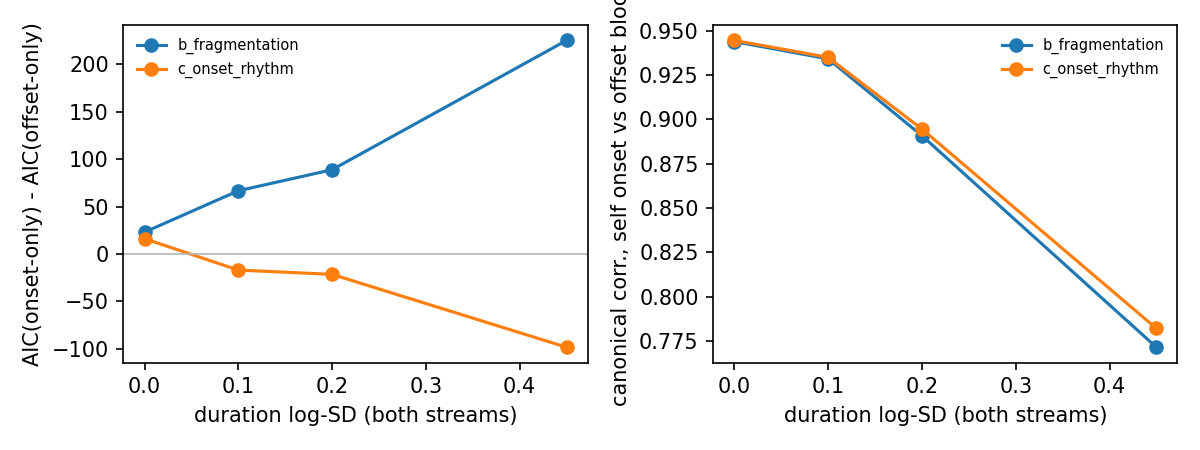 AIC(onset-only) - AIC(offset-only)
200
150
100
50
0
−50
−100
b_fragmentation
c_onset_rhythm
0.0 0.1 0.2 0.3 0.4
duration log-SD (both streams)
canonical corr., self onset vs offset
0.950
0.925
0.900
0.875
0.850
0.825
0.800
0.775
b_fragmentation
c_onset_rhythm
0.0 0.1 0.2 0.3 0.4
duration log-SD (both streams)